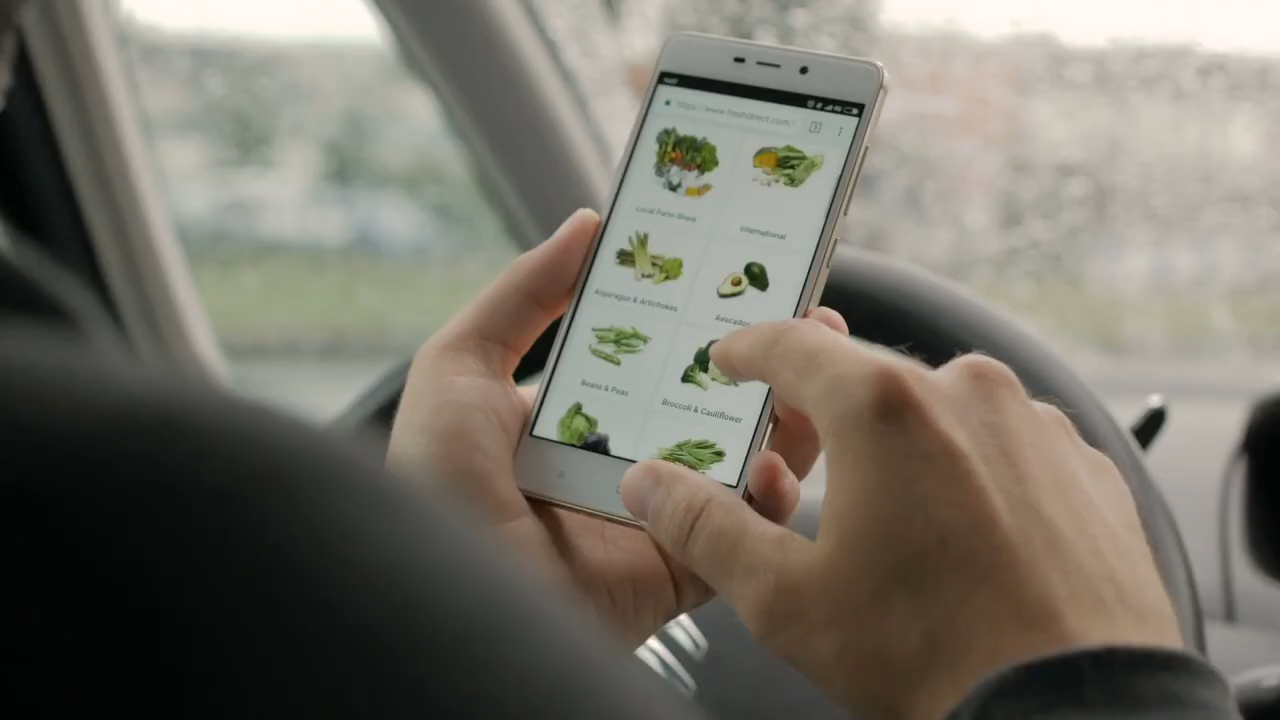 https://www.freshdirect.com/
Local Farm Share
International
Asparagus & Artichokes
Avocados
Beans & Peas
Broccoli & Cauliflower